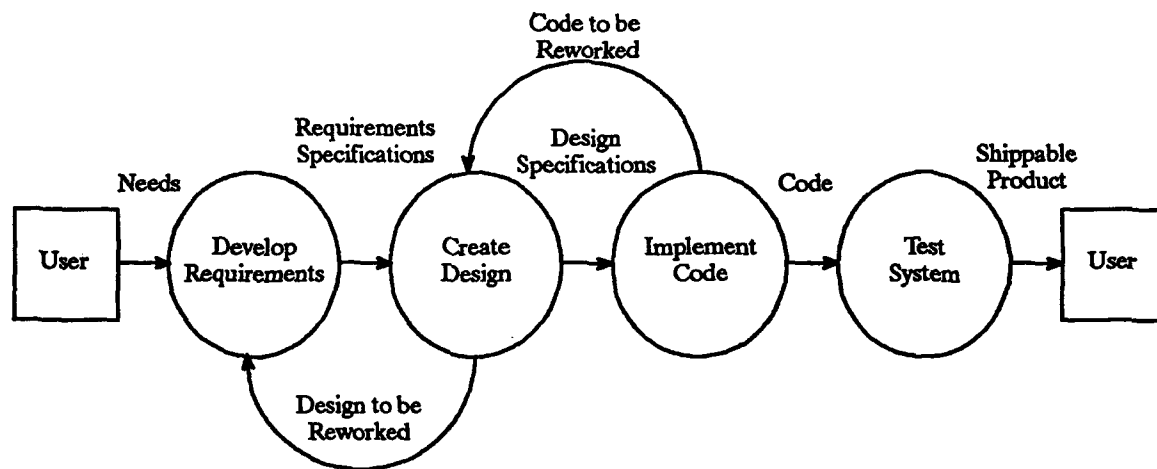 Code to be
Reworked
Requirements
Specifications
Design
Specifications
Shippable
Product
Needs
Code
User
Develop
Requirements
Create
Design
Implement
Code
Test
System
User
Design to be
Reworked